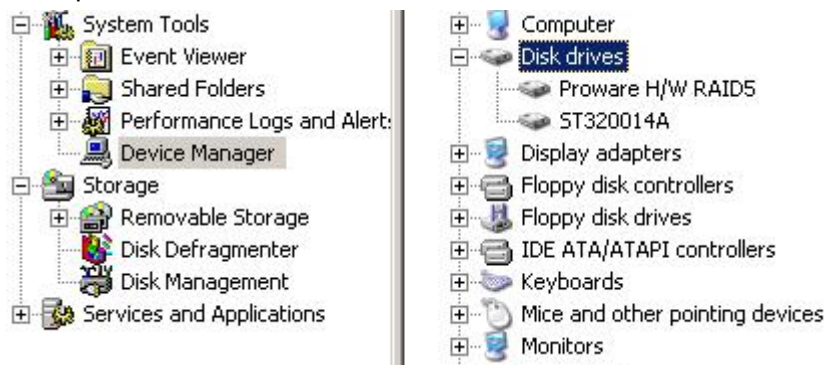 System Tools
Event Viewer
Shared Folders
Performance Logs and Alert
Device Manager
Storage
Removable Storage
Disk Defragmenter
Disk Management
Services and Applications
Computer
Disk drives
Proware H/W RAID5
ST320014A
Display adapters
Floppy disk controllers
Floppy disk drives
IDE ATA/ATAPI controllers
Keyboards
Mice and other pointing devices
Monitors